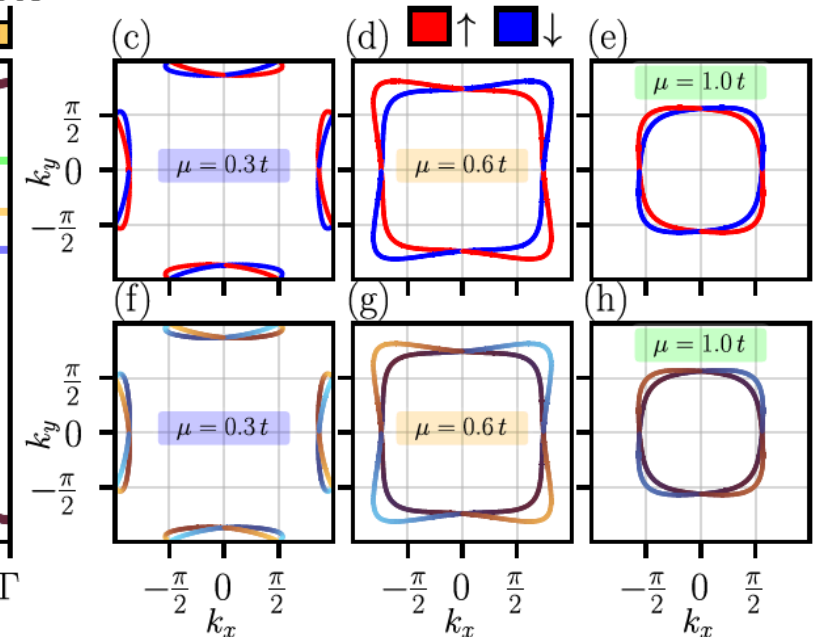 (c) (d) ↑ ↓ (e)
μ = 0.3 t
μ = 0.6 t
μ = 1.0 t
k_y
π/2
0
−π/2
(f) (g) (h)
μ = 0.3 t
μ = 0.6 t
μ = 1.0 t
k_y
π/2
0
−π/2
Γ
−π/2 0 π/2
−π/2 0 π/2
−π/2 0 π/2
k_x
k_x
k_x